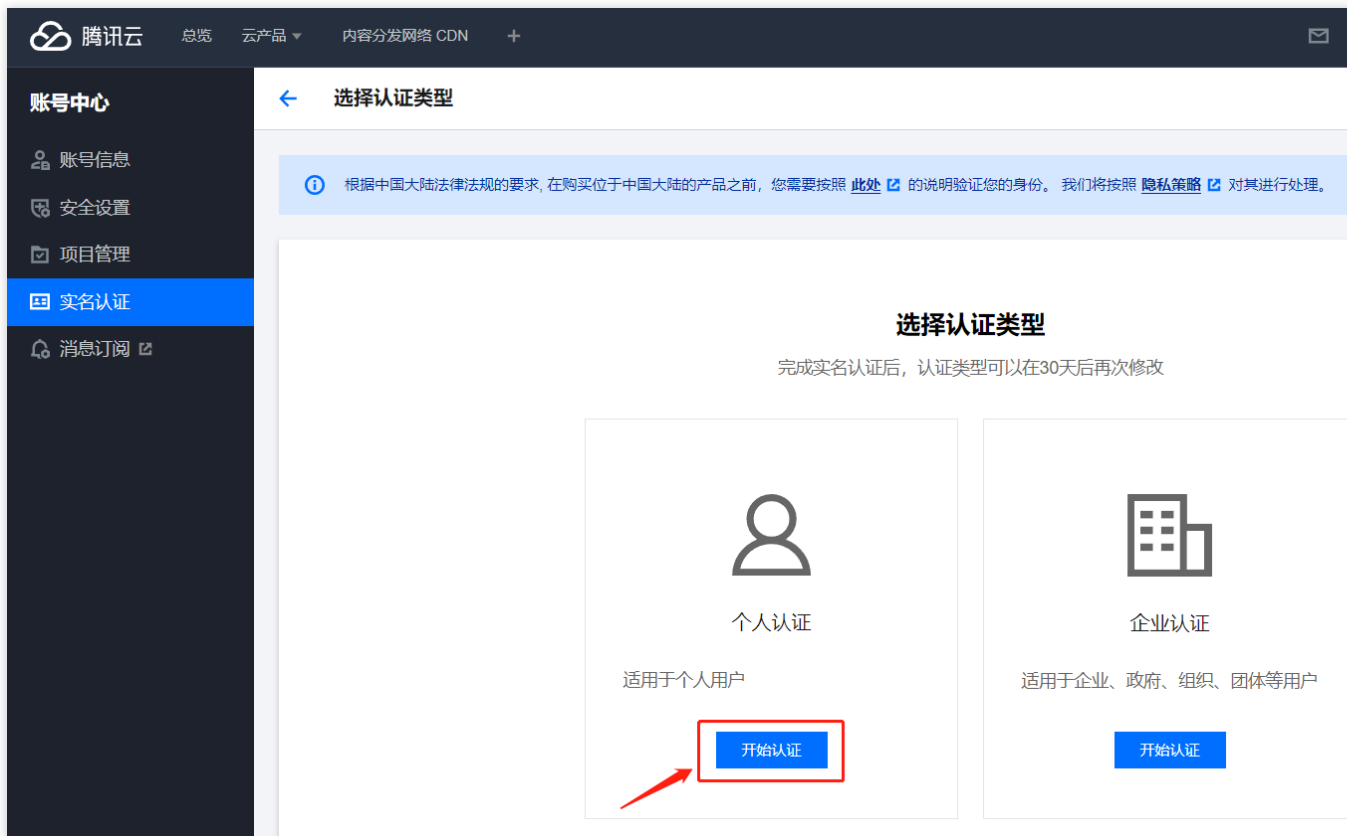 腾讯云 总览 云产品 内容分发网络 CDN +
账号中心
选择认证类型
账号信息
安全设置
项目管理
实名认证
消息订阅
根据中国大陆法律法规的要求, 在购买位于中国大陆的产品之前，您需要按照 此处 的说明验证您的身份。 我们将按照 隐私策略 对其进行处理。
选择认证类型
完成实名认证后，认证类型可以在30天后再次修改
个人认证
适用于个人用户
开始认证
企业认证
适用于企业、政府、组织、团体等用户
开始认证